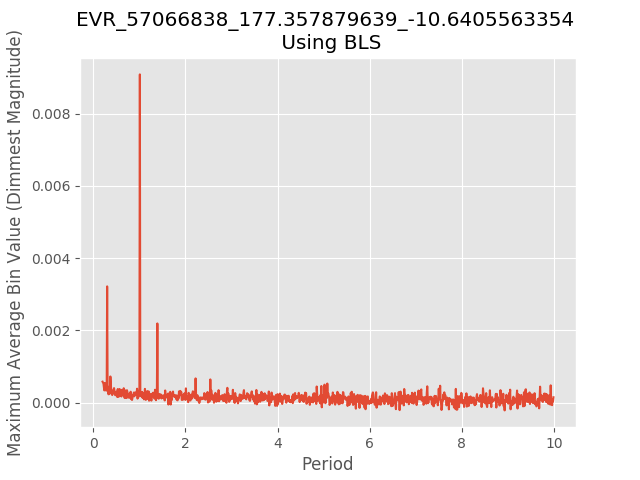 EVR_57066838_177.357879639_-10.6405563354
Using BLS
Maximum Average Bin Value (Dimmest Magnitude)
0.008
0.006
0.004
0.002
0.000
0
2
4
6
8
10
Period